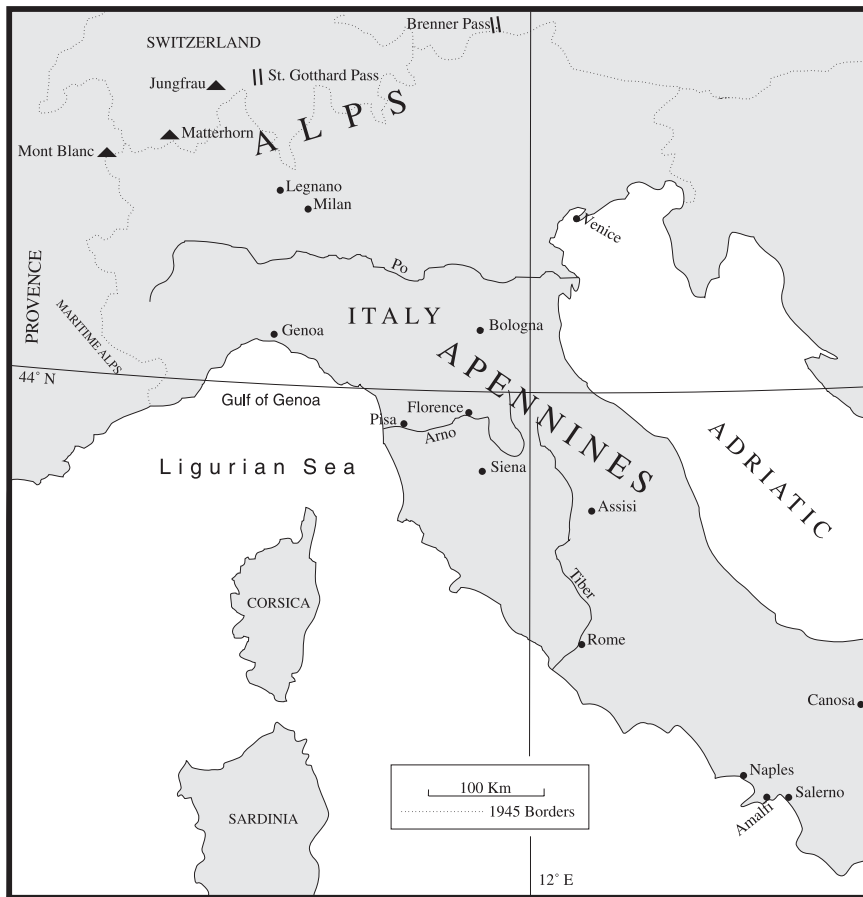 Brenner Pass
SWITZERLAND
St. Gotthard Pass
Jungfrau
ALPS
Matterhorn
Mont Blanc
Legnano
Milan
Venice
Po
PROVENCE
MARITIME ALPS
ITALY
Genoa
Bologna
APENNINES
44° N
Gulf of Genoa
Florence
Pisa
Arno
ADRIATIC
Ligurian Sea
Siena
Assisi
Tiber
CORSICA
Rome
Canosa
Naples
100 Km
Salerno
Amalfi
1945 Borders
SARDINIA
12° E